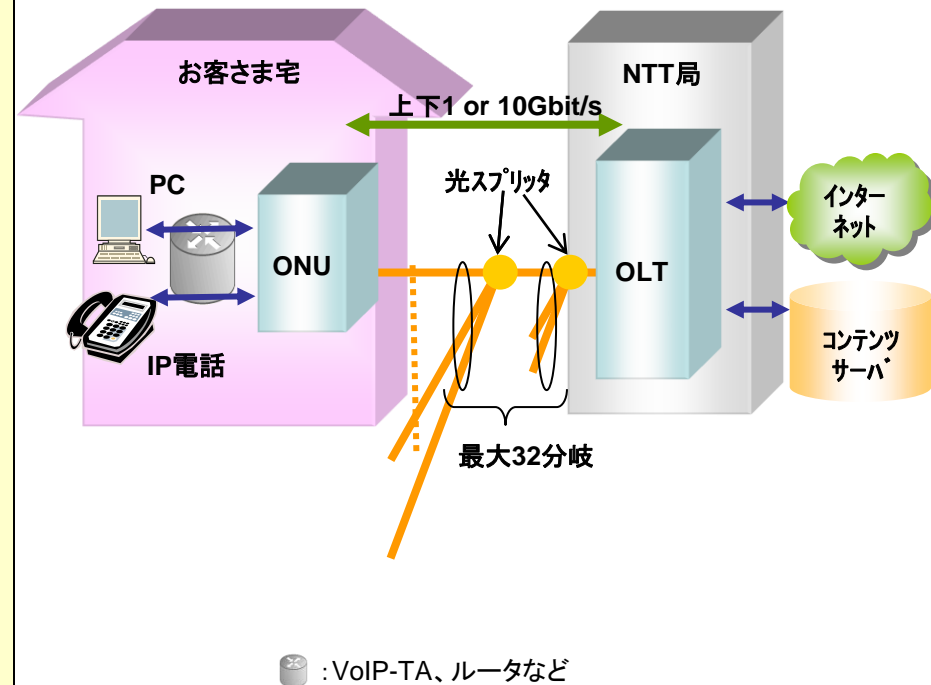 お客さま宅
NTT局
上下1 or 10Gbit/s
PC
光スプリッタ
インター
ネット
ONU
OLT
IP電話
コンテンツ
サーバ
最大32分岐
:VoIP-TA、ルータなど